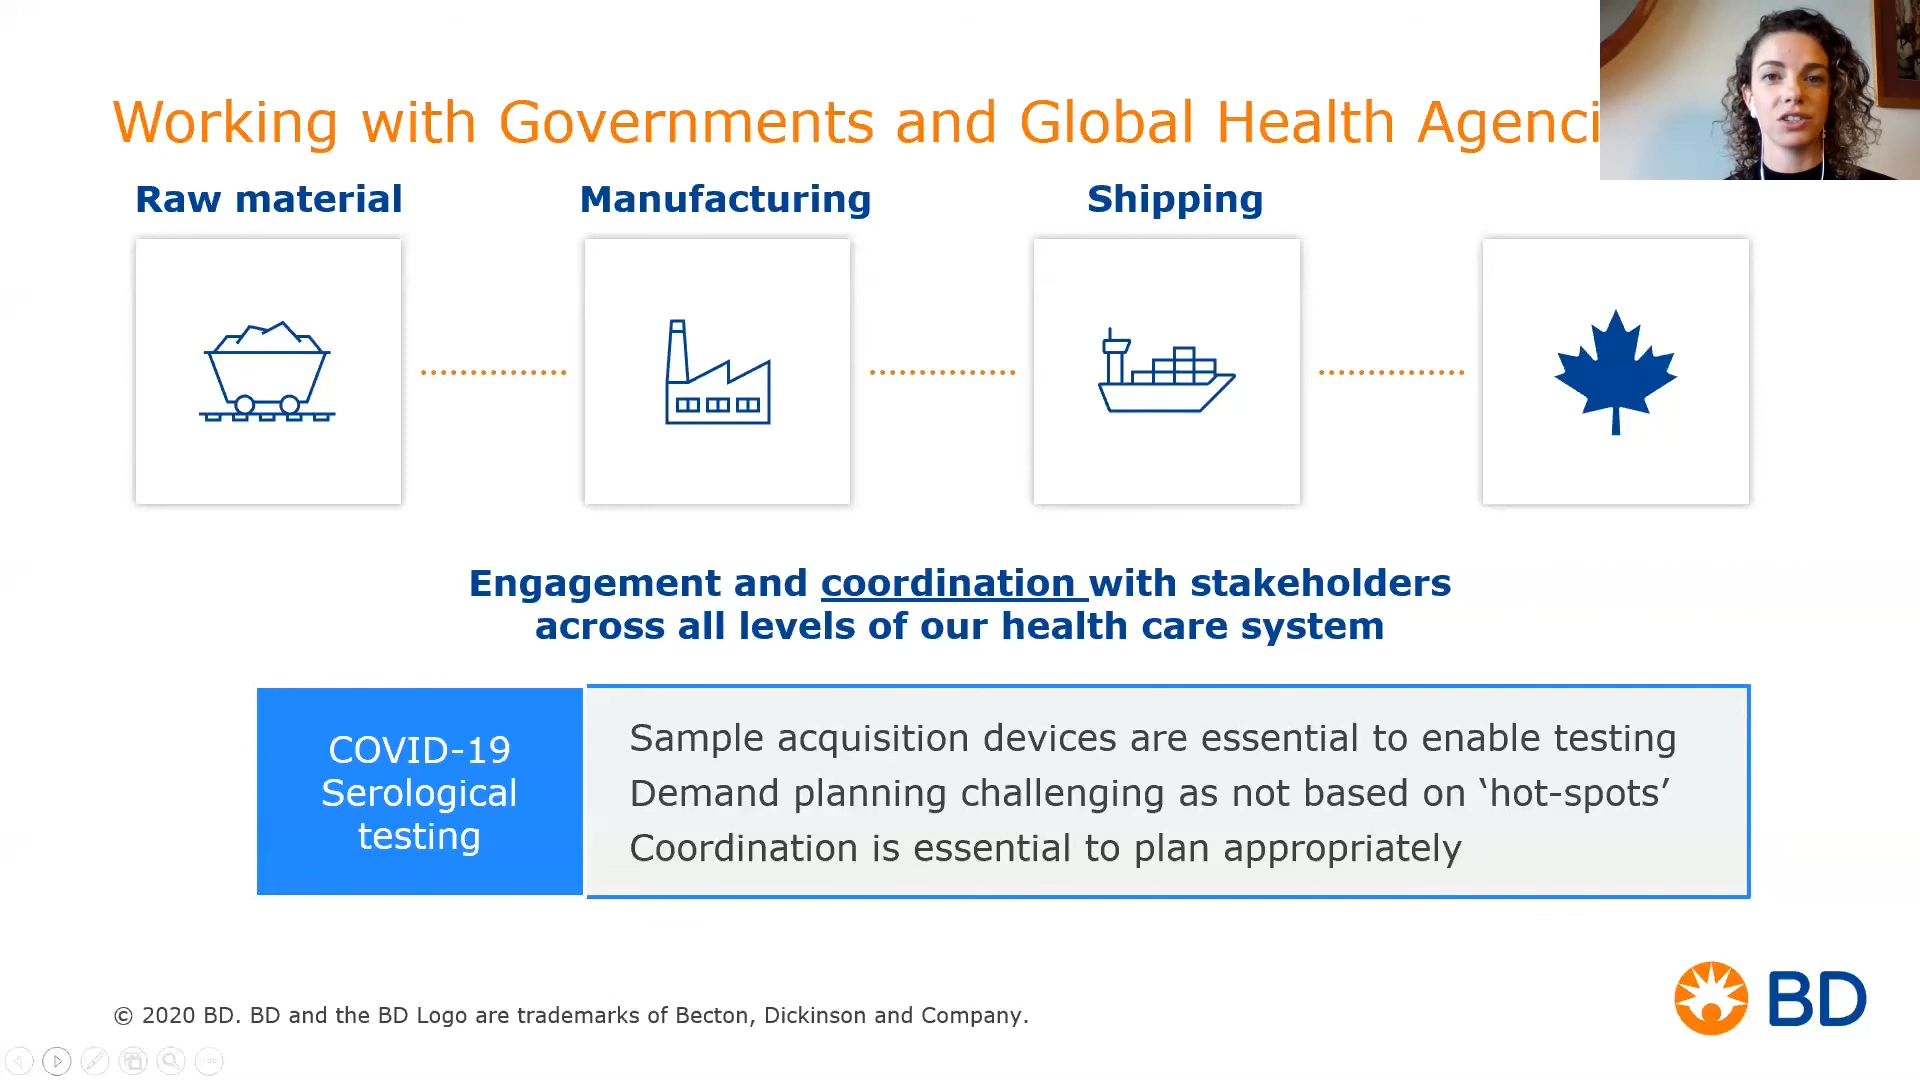 Working with Governments and Global Health Agenci
Raw material
Manufacturing
Shipping
Engagement and coordination with stakeholders
across all levels of our health care system
COVID-19
Serological
testing
Sample acquisition devices are essential to enable testing
Demand planning challenging as not based on ‘hot-spots’
Coordination is essential to plan appropriately
BD
© 2020 BD. BD and the BD Logo are trademarks of Becton, Dickinson and Company.